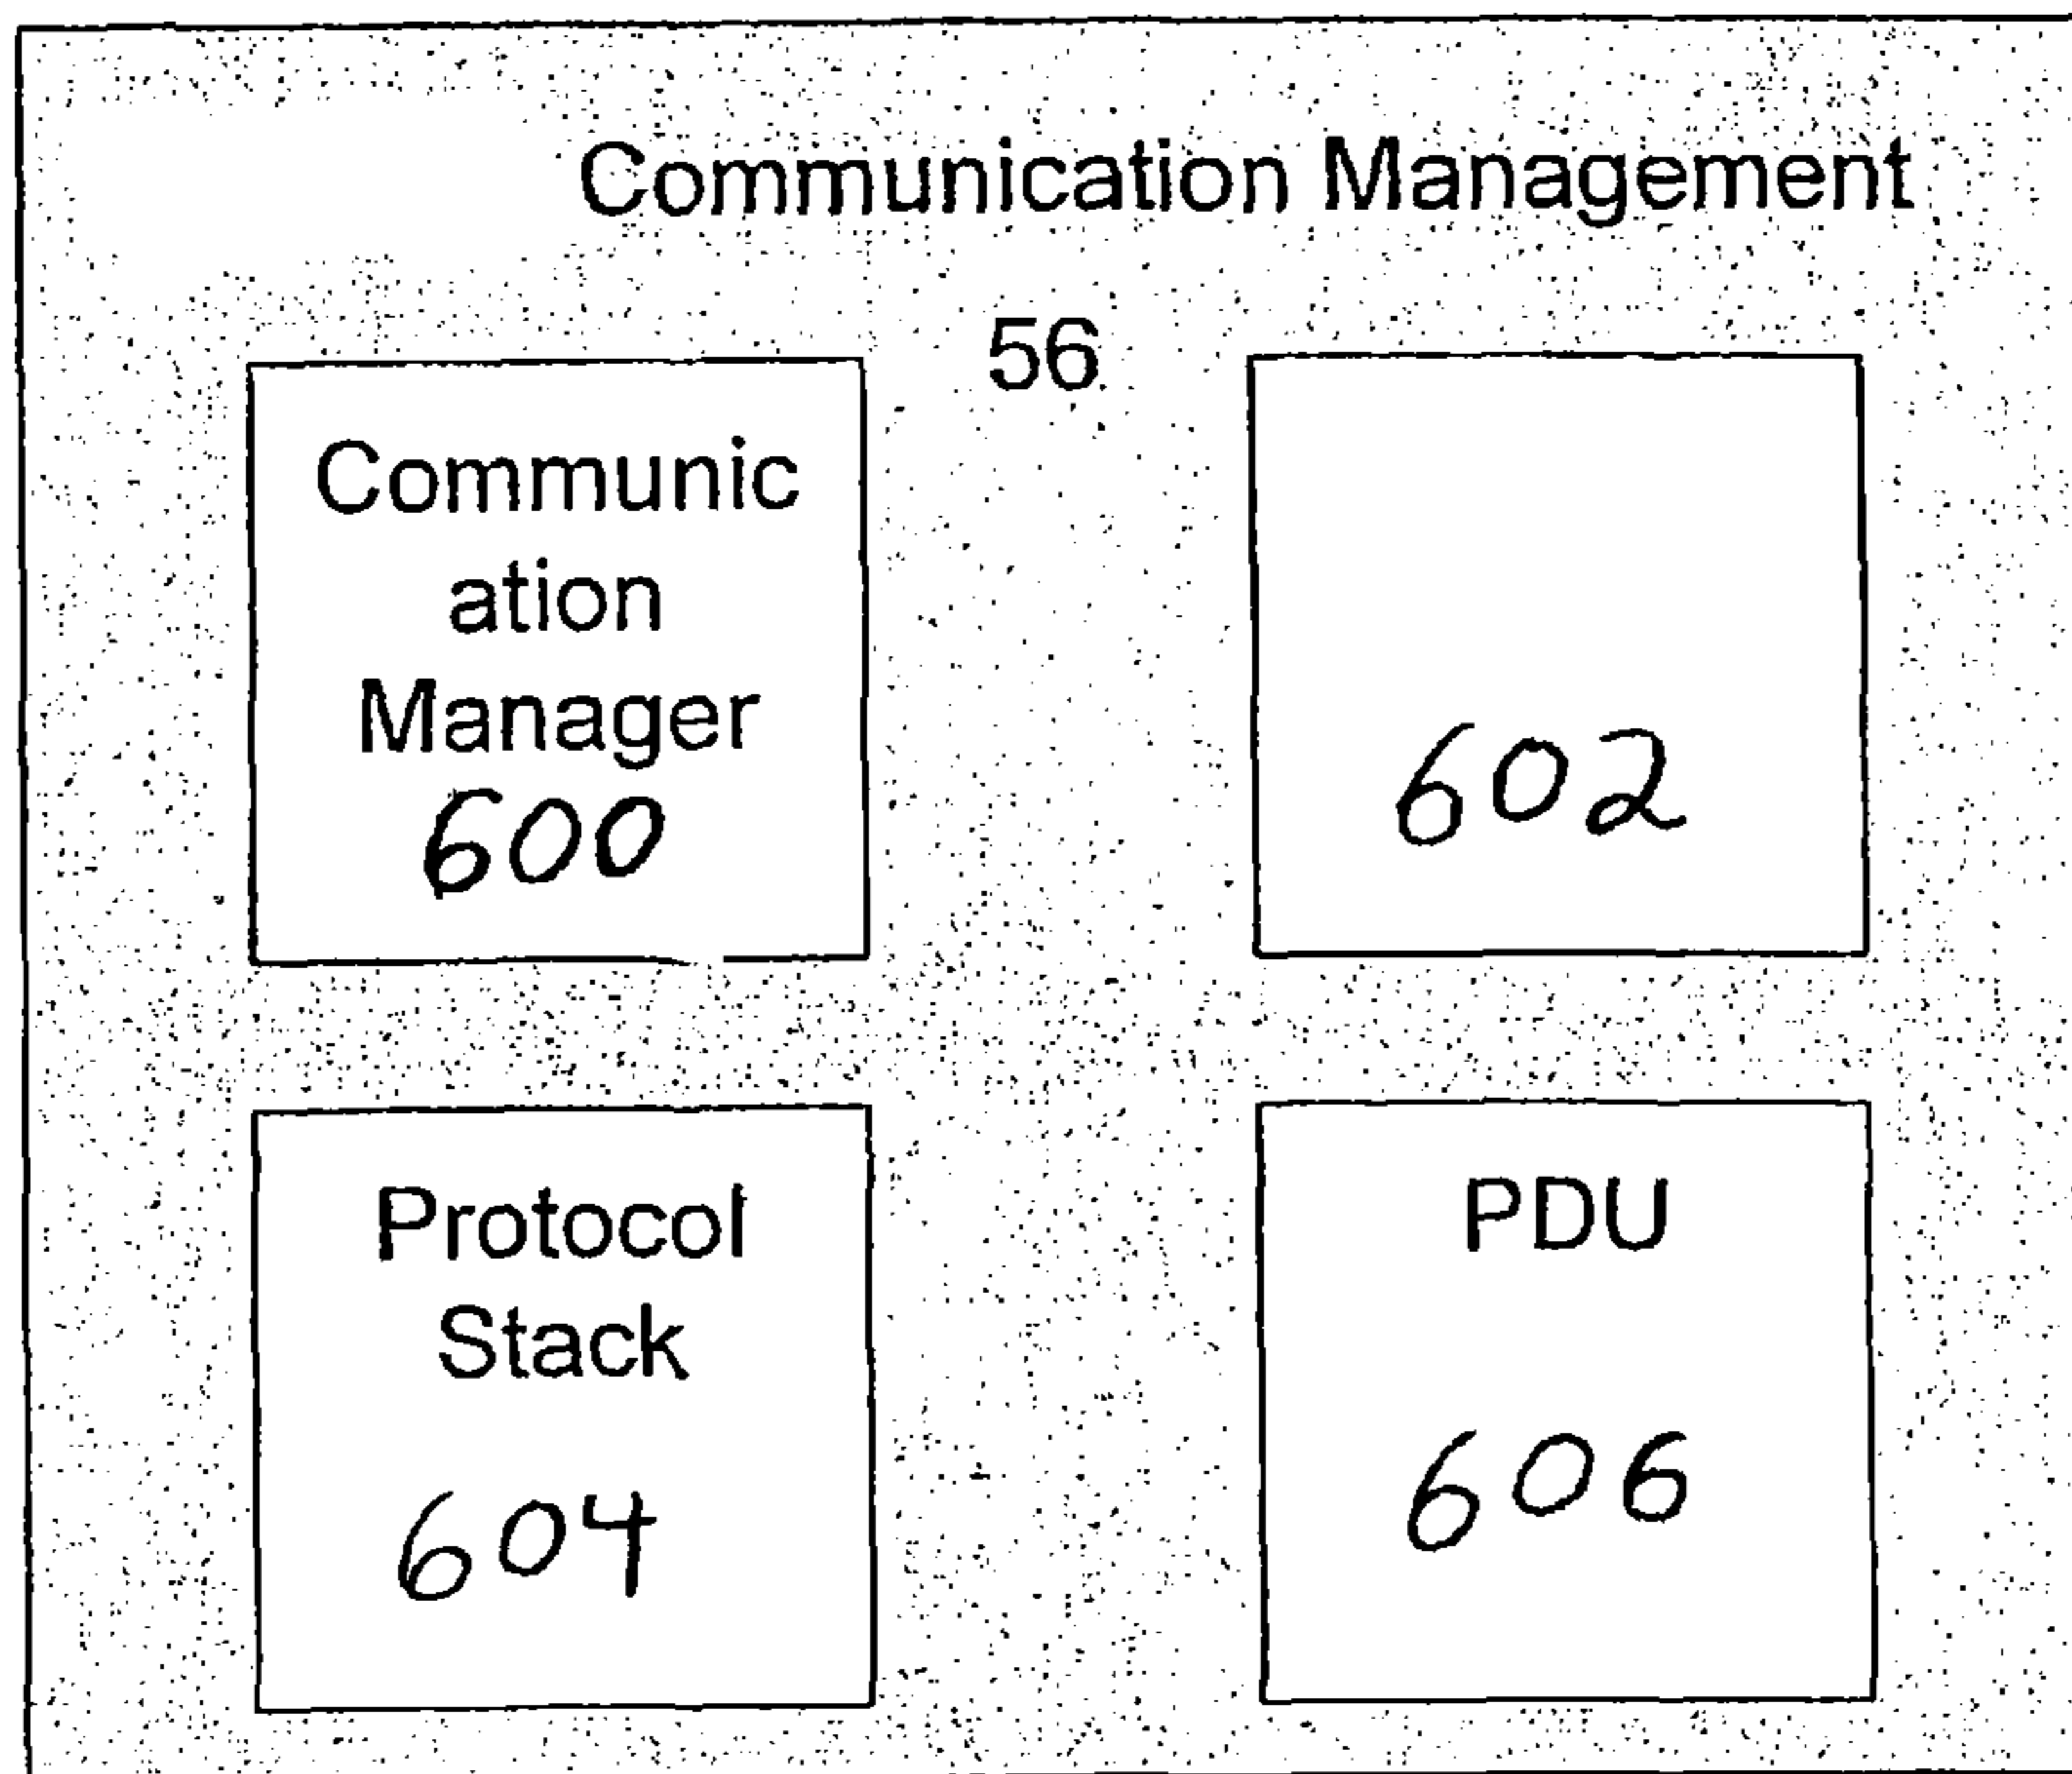 Communication Management
56
Communic
ation
Manager
600
602
Protocol
Stack
604
PDU
606